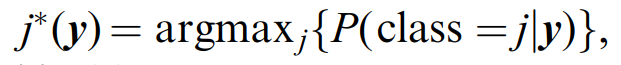 j*(y) = argmax_j{P(class = j|y)},